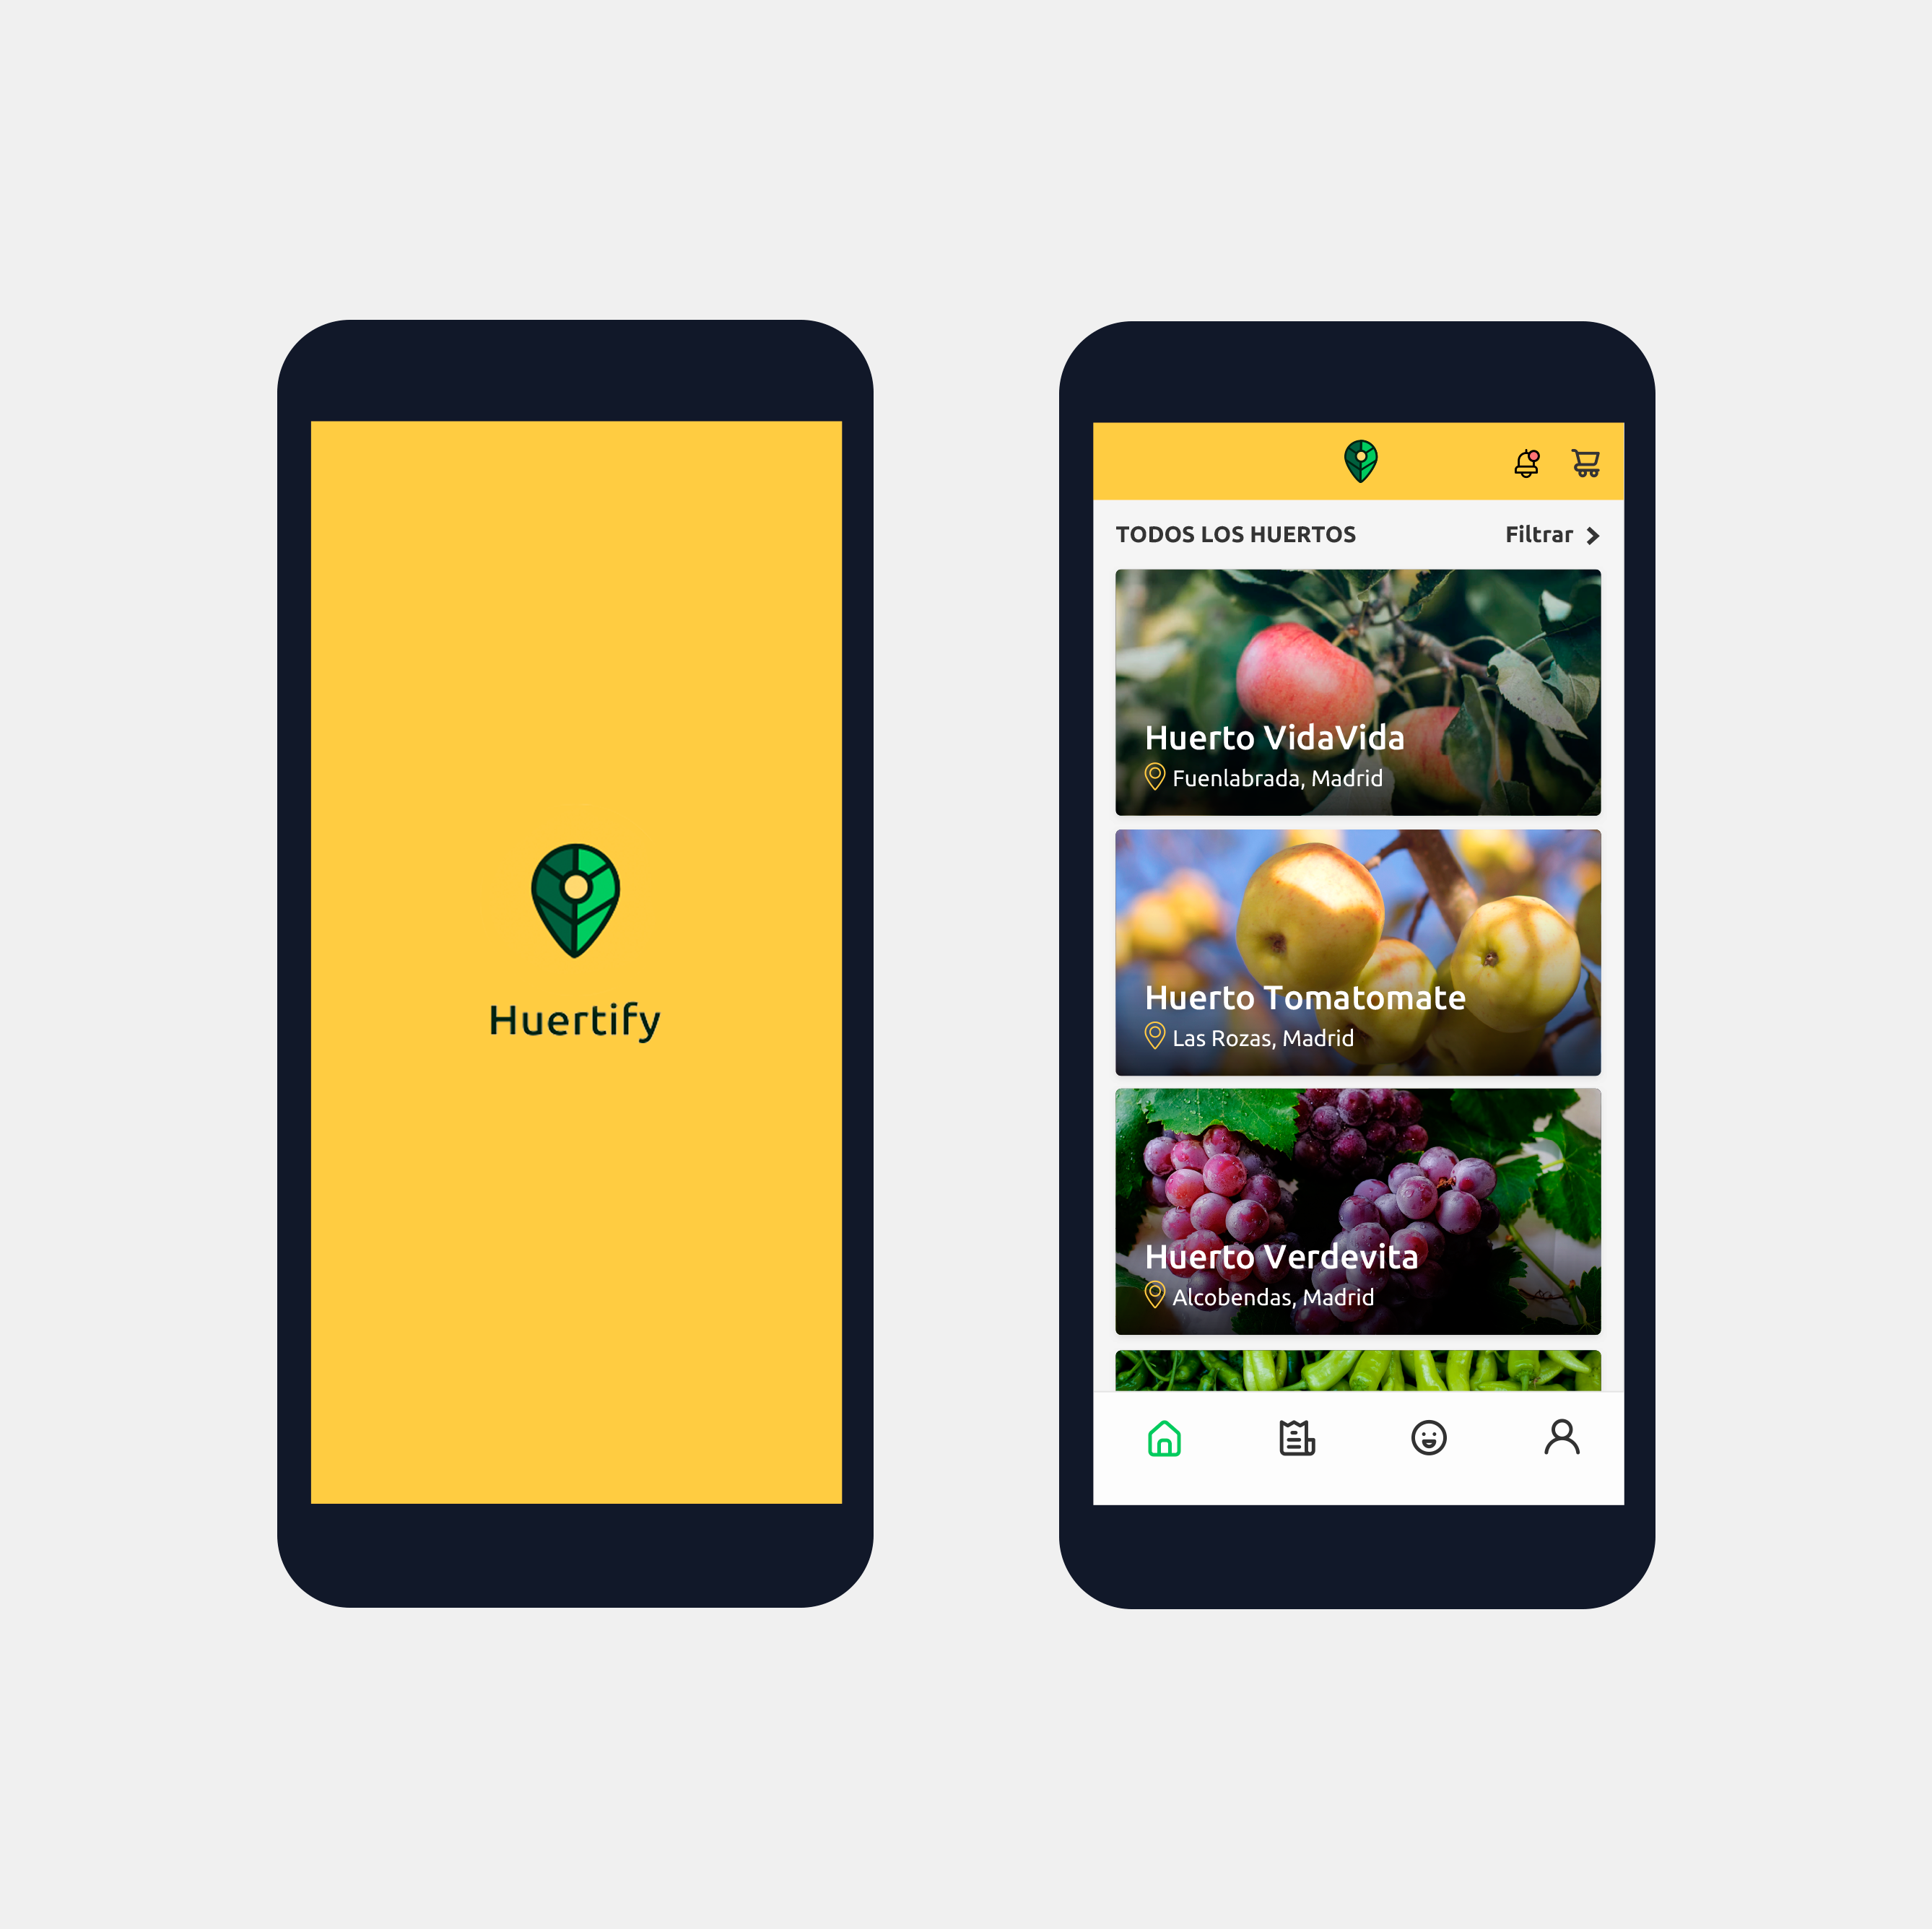 Huertify
TODOS LOS HUERTOS
Filtrar
Huerto VidaVida
Fuenlabrada, Madrid
Huerto Tomatomate
Las Rozas, Madrid
Huerto Verdevita
Alcobendas, Madrid